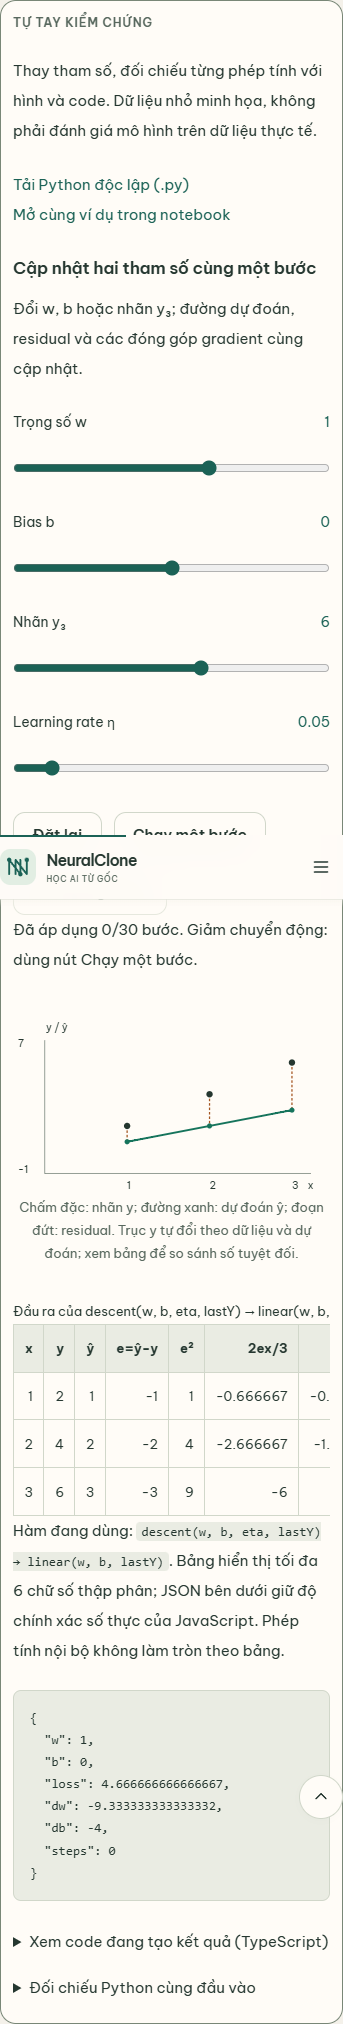 TỰ TAY KIỂM CHỨNG
Thay tham số, đối chiếu từng phép tính với
hình và code. Dữ liệu nhỏ minh họa, không
phải đánh giá mô hình trên dữ liệu thực tế.
Tải Python độc lập (.py)
Mở cùng ví dụ trong notebook
Cập nhật hai tham số cùng một bước
Đổi w, b hoặc nhãn y₃; đường dự đoán,
residual và các đóng góp gradient cùng
cập nhật.
Trọng số w 1
Bias b 0
Nhãn y₃ 6
Learning rate η 0.05
Đặt lại Chạy một bước
NeuralClone
HỌC AI TỪ GỐC
Đã áp dụng 0/30 bước. Giảm chuyển động:
dùng nút Chạy một bước.
y / ŷ
7
-1
1 2 3 x
Chấm đặc: nhãn y; đường xanh: dự đoán ŷ; đoạn
đứt: residual. Trục y tự đổi theo dữ liệu và dự
đoán; xem bảng để so sánh số tuyệt đối.
Đầu ra của descent(w, b, eta, lastY) → linear(w, b,
x y ŷ e=ŷ-y e² 2ex/3
1 2 1 -1 1 -0.666667 -0.
2 4 2 -2 4 -2.666667 -1.
3 6 3 -3 9 -6
Hàm đang dùng: descent(w, b, eta, lastY)
→ linear(w, b, lastY). Bảng hiển thị tối đa
6 chữ số thập phân; JSON bên dưới giữ độ
chính xác số thực của JavaScript. Phép
tính nội bộ không làm tròn theo bảng.
{
"w": 1,
"b": 0,
"loss": 4.666666666666667,
"dw": -9.333333333333332,
"db": -4,
"steps": 0
}
Xem code đang tạo kết quả (TypeScript)
Đối chiếu Python cùng đầu vào